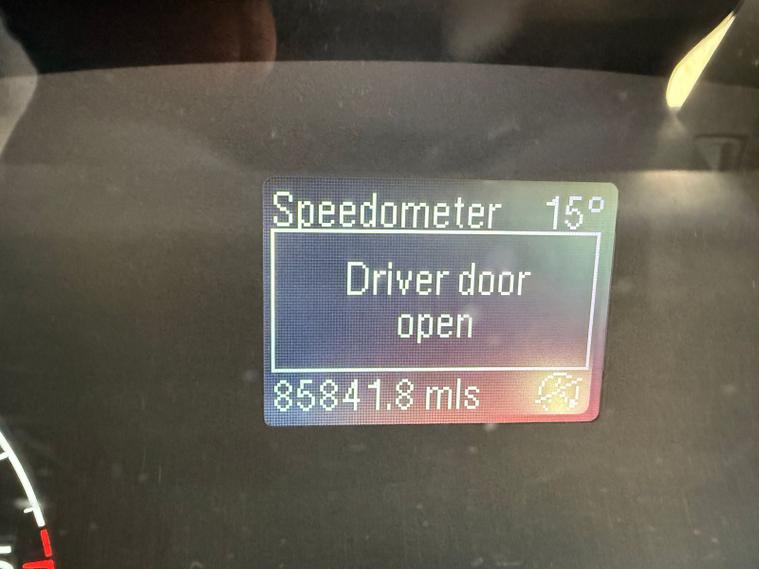 Speedometer 15°
Driver door
open
85841.8 mls